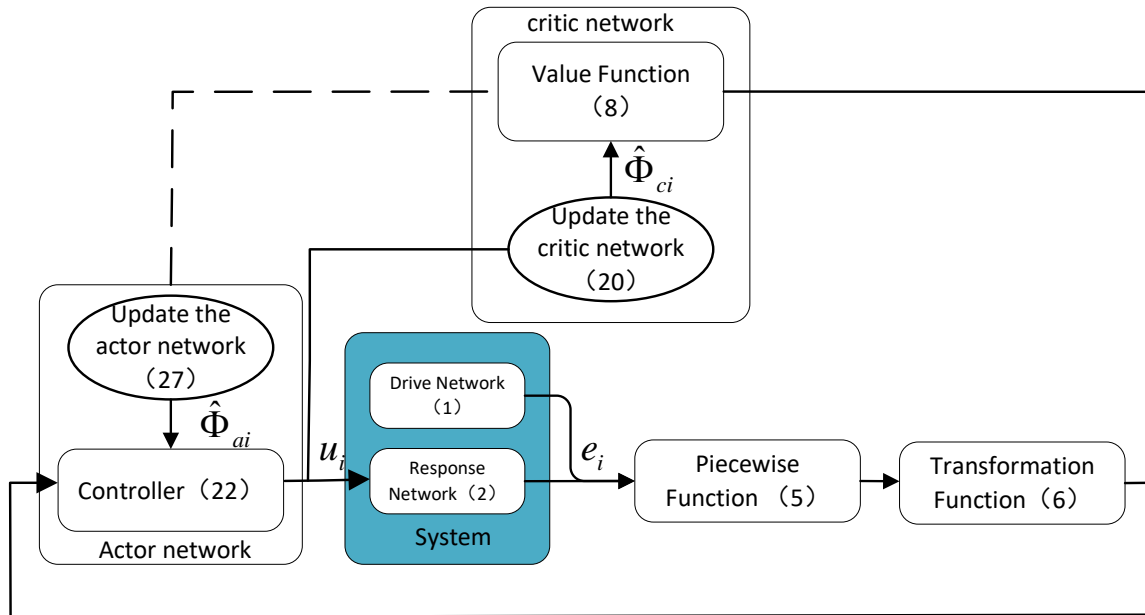 critic network
Value Function
（8）
Φ̂ci
Update the
critic network
（20）
Update the
actor network
（27）
Φ̂ai
Controller（22）
Actor network
ui
Drive Network
（1）
Response
Network（2）
System
ei
Piecewise
Function （5）
Transformation
Function（6）